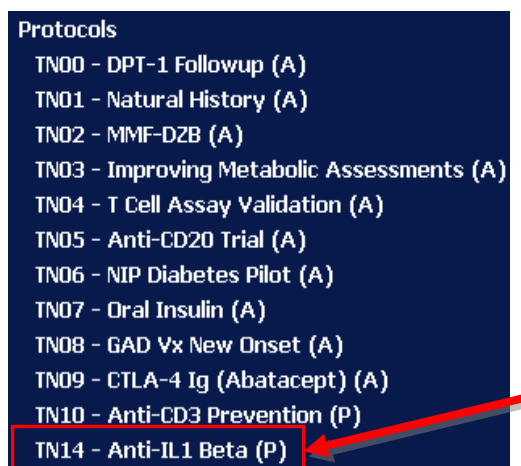 Protocols
TN00 - DPT-1 Followup (A)
TN01 - Natural History (A)
TN02 - MMF-DZB (A)
TN03 - Improving Metabolic Assessments (A)
TN04 - T Cell Assay Validation (A)
TN05 - Anti-CD20 Trial (A)
TN06 - NIP Diabetes Pilot (A)
TN07 - Oral Insulin (A)
TN08 - GAD Vx New Onset (A)
TN09 - CTLA-4 Ig (Abatacept) (A)
TN10 - Anti-CD3 Prevention (P)
TN14 - Anti-IL1 Beta (P)